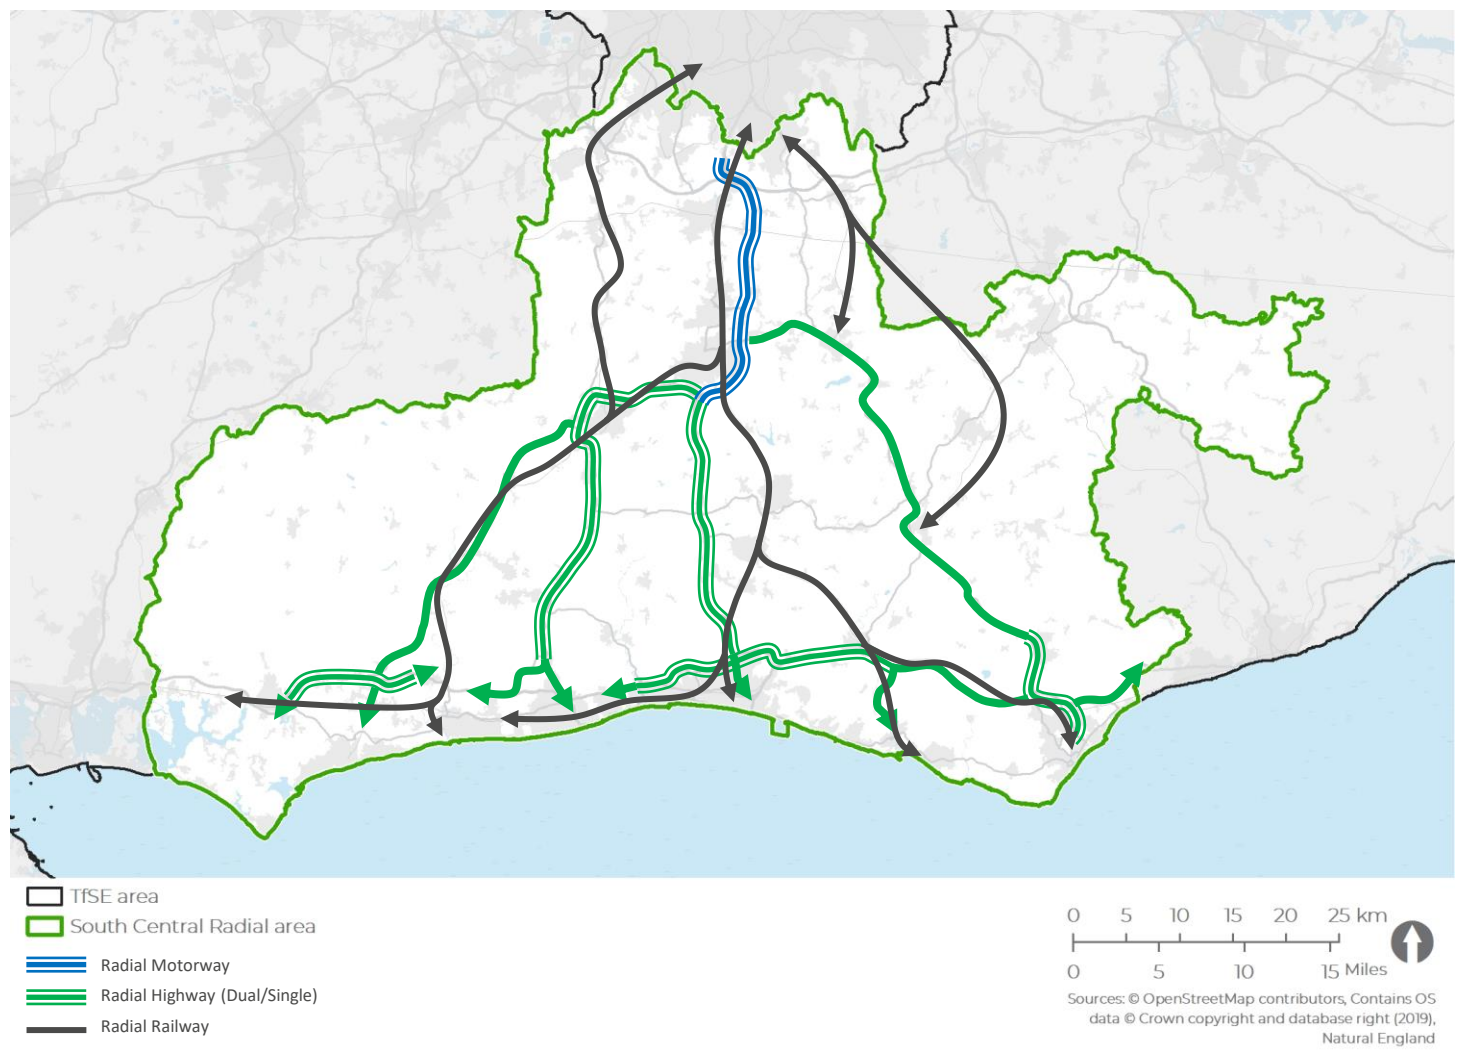 TfSE area
South Central Radial area
Radial Motorway
Radial Highway (Dual/Single)
Radial Railway
0 5 10 15 20 25 km
0 5 10 15 Miles
Sources: © OpenStreetMap contributors, Contains OS
data © Crown copyright and database right (2019),
Natural England